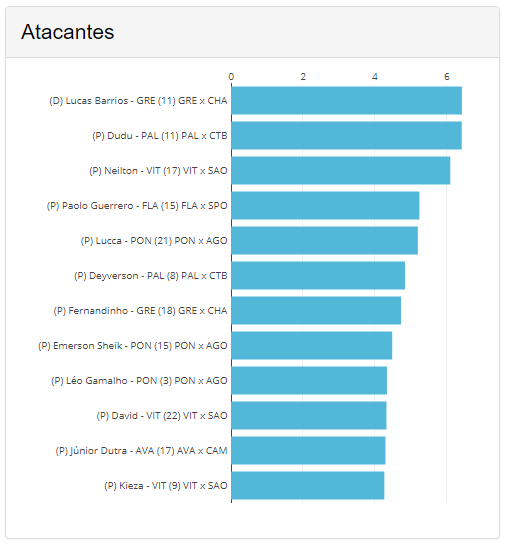 Atacantes
0 2 4 6
(D) Lucas Barrios - GRE (11) GRE x CHA
(P) Dudu - PAL (11) PAL x CTB
(P) Neilton - VIT (17) VIT x SAO
(P) Paolo Guerrero - FLA (15) FLA x SPO
(P) Lucca - PON (21) PON x AGO
(P) Deyverson - PAL (8) PAL x CTB
(P) Fernandinho - GRE (18) GRE x CHA
(P) Emerson Sheik - PON (15) PON x AGO
(P) Léo Gamalho - PON (3) PON x AGO
(P) David - VIT (22) VIT x SAO
(P) Júnior Dutra - AVA (17) AVA x CAM
(P) Kieza - VIT (9) VIT x SAO